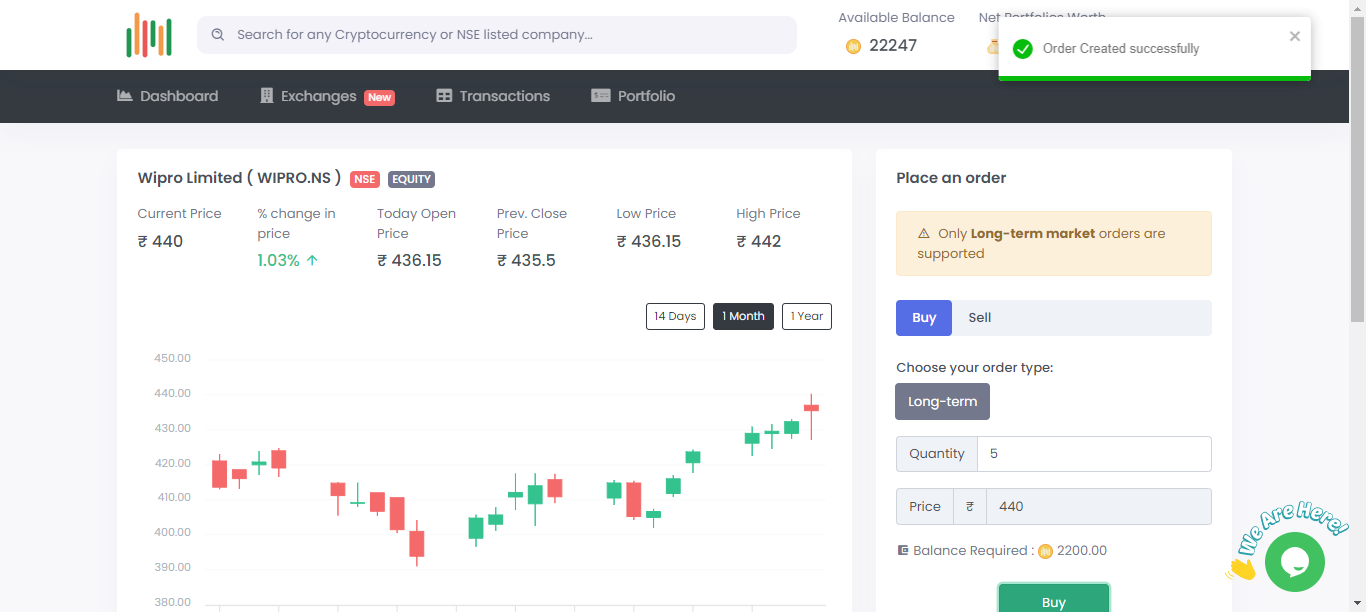 Search for any Cryptocurrency or NSE listed company...
Available Balance
22247
Net Portfolios Worth
Order Created successfully
Dashboard
Exchanges New
Transactions
Portfolio
Wipro Limited ( WIPRO.NS ) NSE EQUITY
Current Price
₹ 440
% change in
price
1.03% ↑
Today Open
Price
₹ 436.15
Prev. Close
Price
₹ 435.5
Low Price
₹ 436.15
High Price
₹ 442
14 Days
1 Month
1 Year
450.00
440.00
430.00
420.00
410.00
400.00
390.00
380.00
Place an order
⚠ Only Long-term market orders are
supported
Buy
Sell
Choose your order type:
Long-term
Quantity 5
Price ₹ 440
Balance Required : 2200.00
Buy
We Are Here!